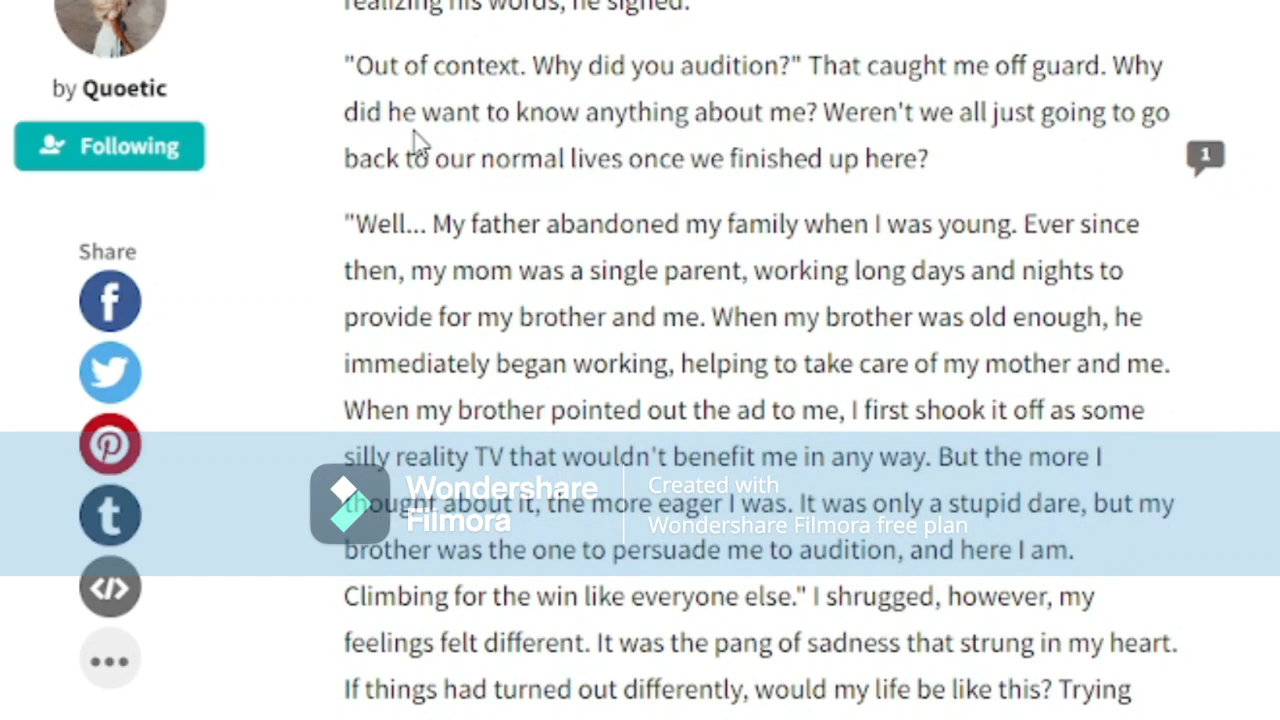 realizing his words, he signed.
"Out of context. Why did you audition?" That caught me off guard. Why
did he want to know anything about me? Weren't we all just going to go
back to our normal lives once we finished up here?
1
by Quoetic
Following
Share
"Well... My father abandoned my family when I was young. Ever since
then, my mom was a single parent, working long days and nights to
provide for my brother and me. When my brother was old enough, he
immediately began working, helping to take care of my mother and me.
When my brother pointed out the ad to me, I first shook it off as some
silly reality TV that wouldn't benefit me in any way. But the more I
thought about it, the more eager I was. It was only a stupid dare, but my
brother was the one to persuade me to audition, and here I am.
Climbing for the win like everyone else." I shrugged, however, my
feelings felt different. It was the pang of sadness that strung in my heart.
If things had turned out differently, would my life be like this? Trying
Wondershare
Filmora
Created with
Wondershare Filmora free plan